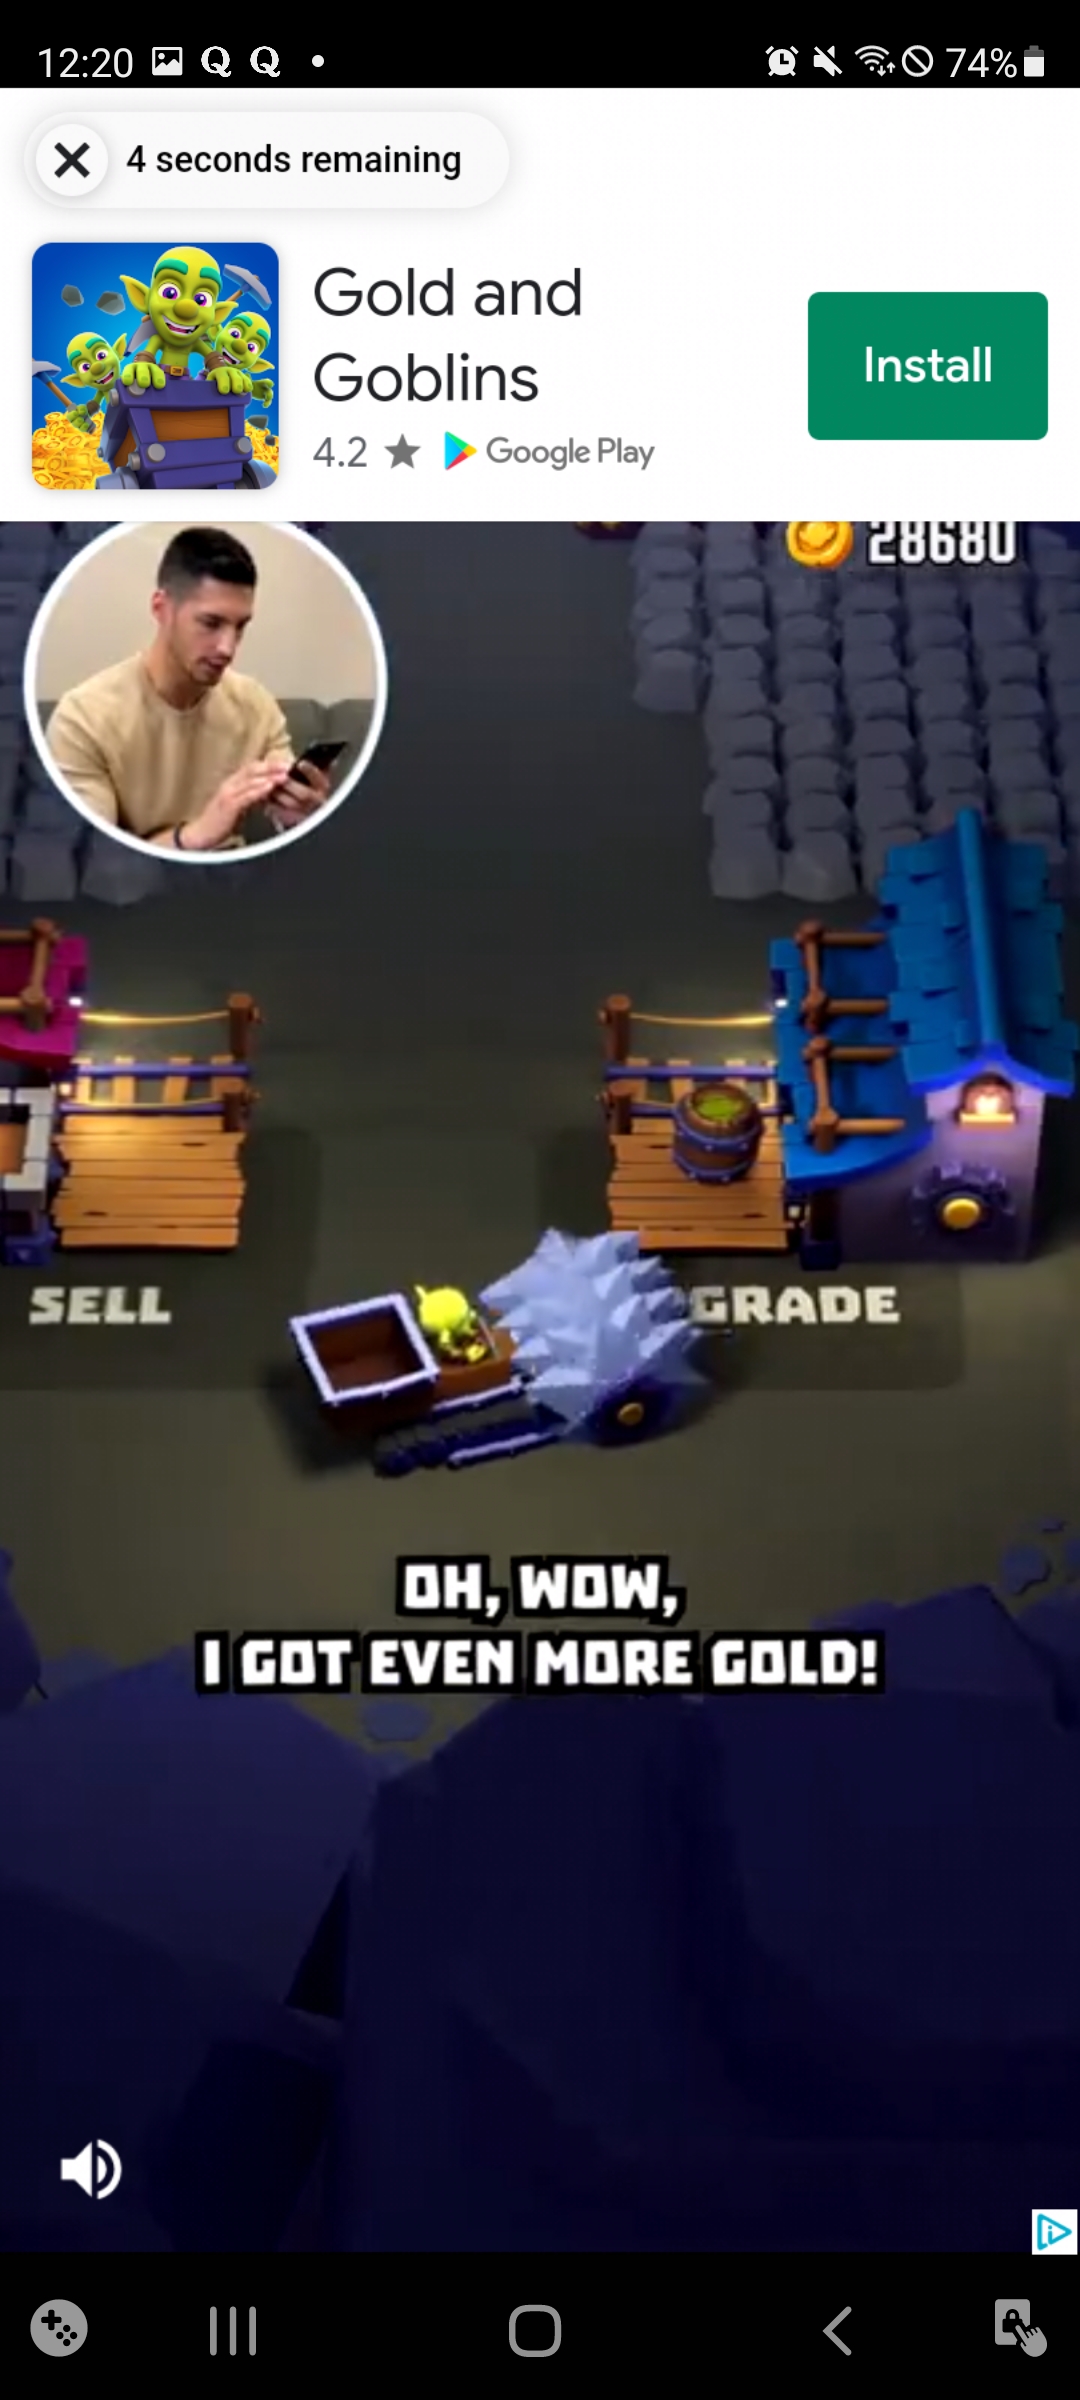 12:20
74%
4 seconds remaining
Gold and
Goblins
4.2 ★ Google Play
Install
28680
SELL
GRADE
OH, WOW,
I GOT EVEN MORE GOLD!